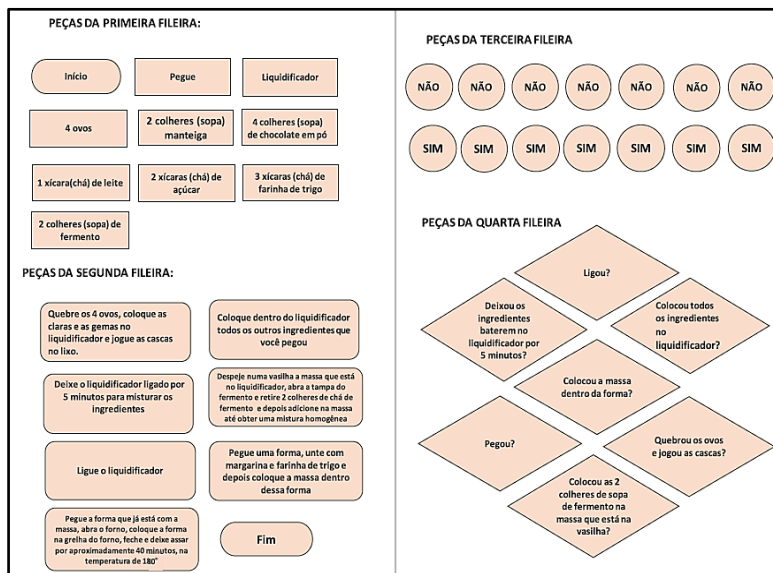 PEÇAS DA PRIMEIRA FILEIRA:
Início
Pegue
Liquidificador
4 ovos
2 colheres (sopa)
manteiga
4 colheres (sopa)
de chocolate em pó
1 xícara(chá) de leite
2 xícaras (chá) de
açúcar
3 xícaras (chá) de
farinha de trigo
2 colheres (sopa) de
fermento
PEÇAS DA SEGUNDA FILEIRA:
Quebre os 4 ovos, coloque as
claras e as gemas no
liquidificador e jogue as cascas
no lixo.
Coloque dentro do liquidificador
todos os outros ingredientes que
você pegou
Deixe o liquidificador ligado por
5 minutos para misturar os
ingredientes
Despeje numa vasilha a massa que está
no liquidificador, abra a tampa do
fermento e retire 2 colheres de chá de
fermento e depois adicione na massa
até obter uma mistura homogênea
Ligue o liquidificador
Pegue uma forma, unte com
margarina e farinha de trigo e
depois coloque a massa dentro
dessa forma
Pegue a forma que já está com a
massa, abra o forno, coloque a forma
na grelha do forno, feche e deixe assar
por aproximadamente 40 minutos, na
temperatura de 180°
Fim
PEÇAS DA TERCEIRA FILEIRA
NÃO NÃO NÃO NÃO NÃO NÃO NÃO
SIM SIM SIM SIM SIM SIM SIM
PEÇAS DA QUARTA FILEIRA
Ligou?
Deixou os
ingredientes
baterem no
liquidificador por
5 minutos?
Colocou todos
os ingredientes
no
liquidificador?
Colocou a massa
dentro da forma?
Pegou?
Quebrou os ovos
e jogou as cascas?
Colocou as 2
colheres de sopa
de fermento na
massa que está na
vasilha?